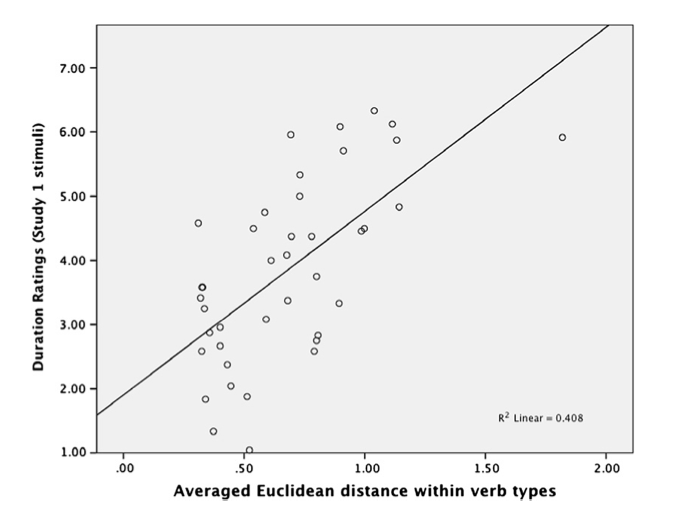 7.00
6.00
5.00
4.00
3.00
2.00
1.00
Duration Ratings (Study 1 stimuli)
R2 Linear = 0.408
.00 .50 1.00 1.50 2.00
Averaged Euclidean distance within verb types